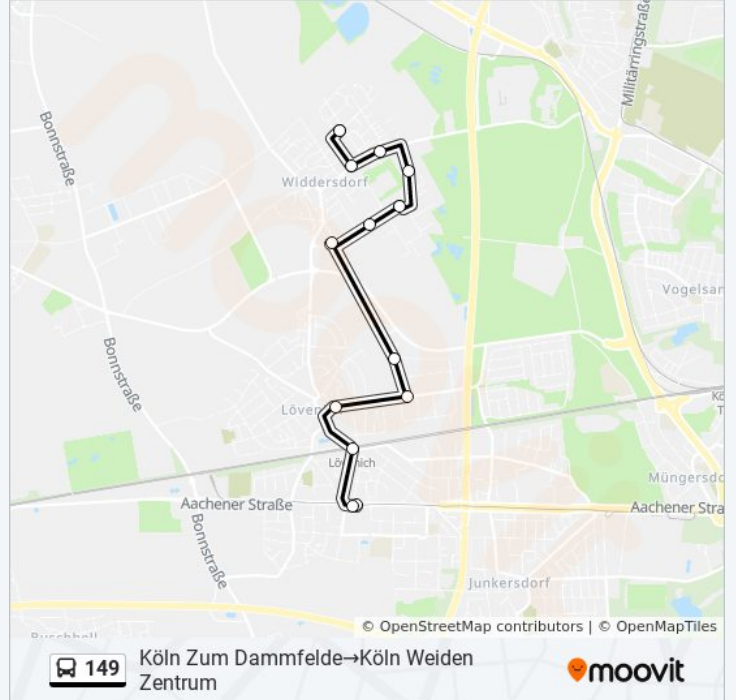 Militärringstraße
Bonnstraße
Widdersdorf
Vogelsan
Bonnstraße
Löven
Lövenich
Müngersdo
Aachener Straße
Aachener Stra
Bonnstraße
Junkersdorf
© OpenStreetMap contributors | © OpenMapTiles
149
Köln Zum Dammfelde→Köln Weiden
Zentrum
moovit